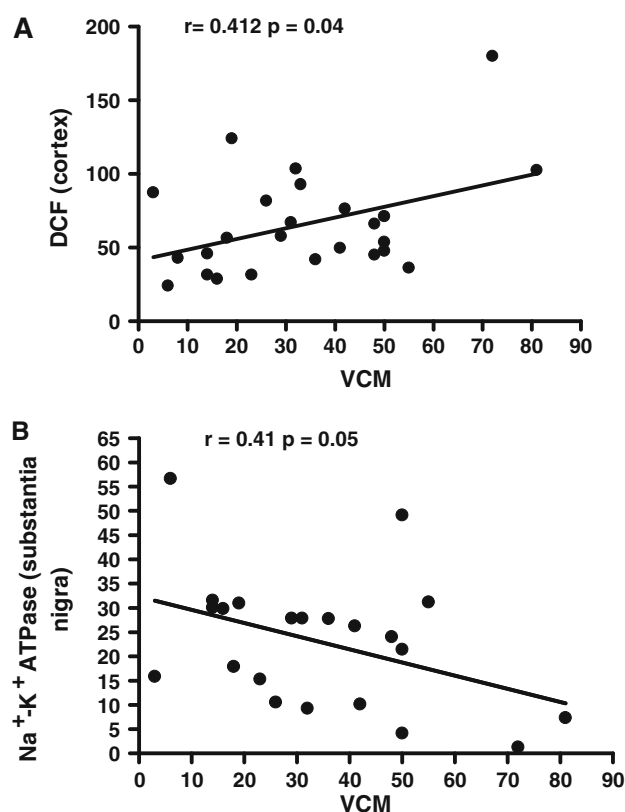 A
r= 0.412 p = 0.04
DCF (cortex)
200
150
100
50
0
0 10 20 30 40 50 60 70 80 90
VCM
B
r = 0.41 p = 0.05
Na +-K + ATPase (substantia
nigra)
65
60
55
50
45
40
35
30
25
20
15
10
5
0
0 10 20 30 40 50 60 70 80 90
VCM